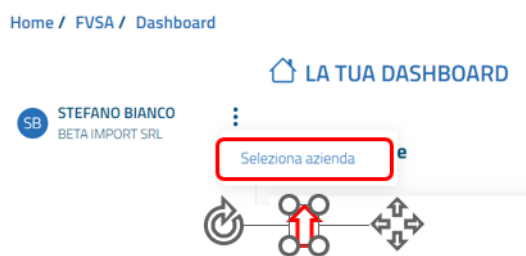 Home / FVSA / Dashboard
LA TUA DASHBOARD
SB
STEFANO BIANCO
BETA IMPORT SRL
Seleziona azienda
e